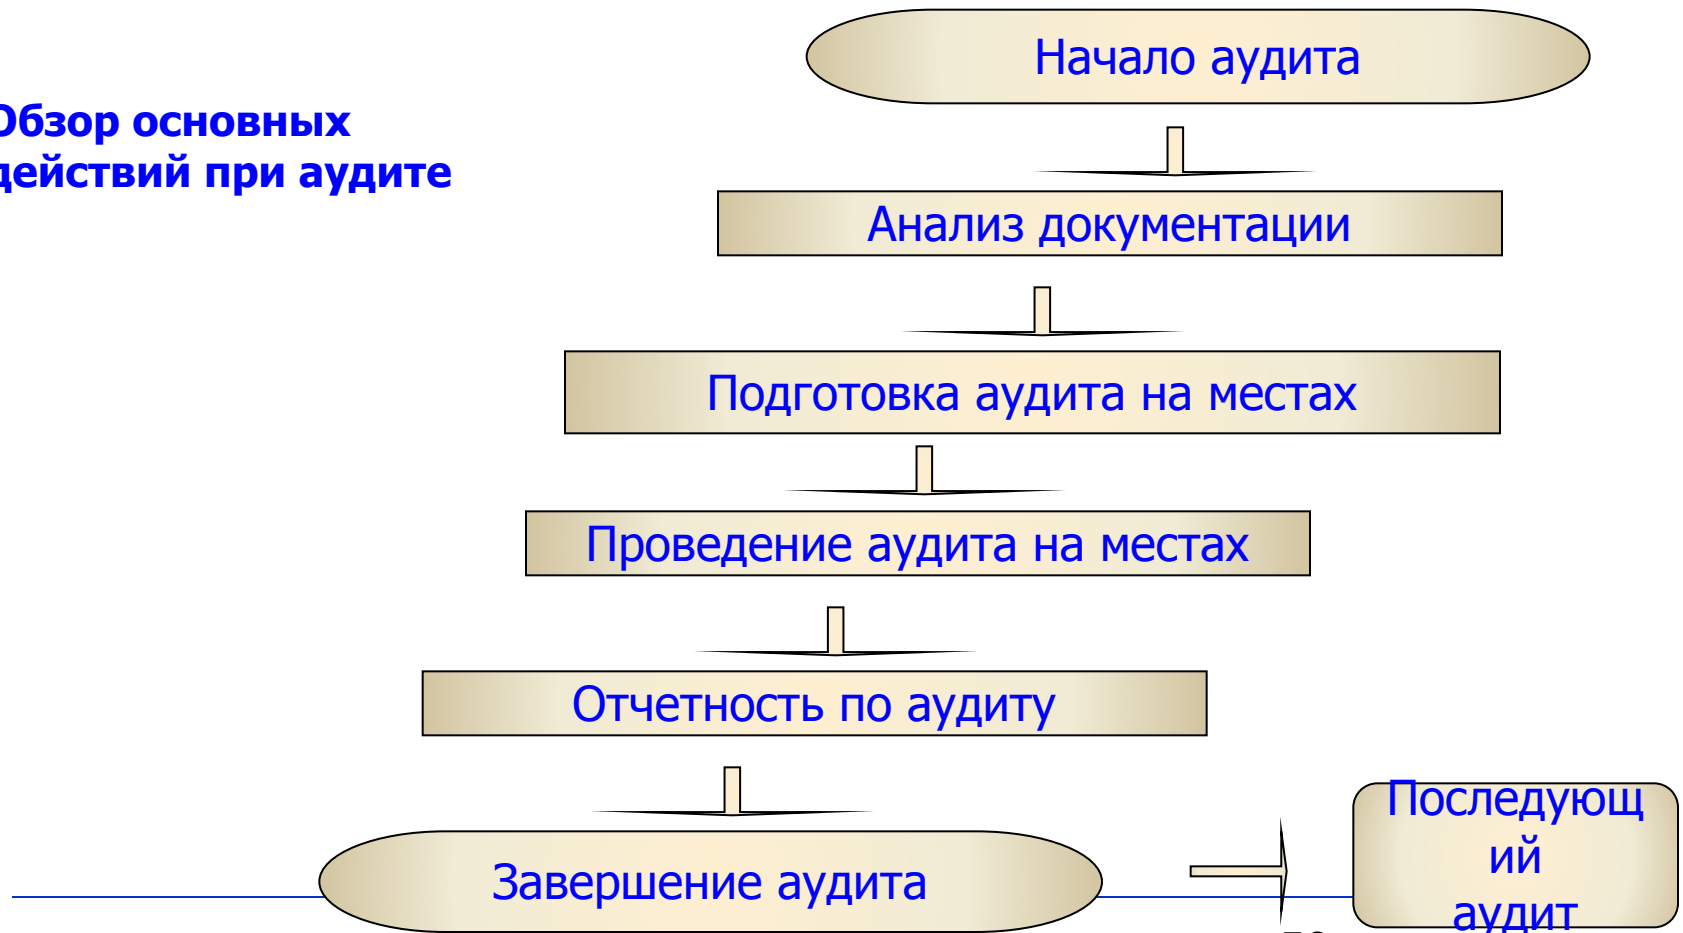 Обзор основных
действий при аудите
Начало аудита
Анализ документации
Подготовка аудита на местах
Проведение аудита на местах
Отчетность по аудиту
Завершение аудита
Последующ
ий
аудит